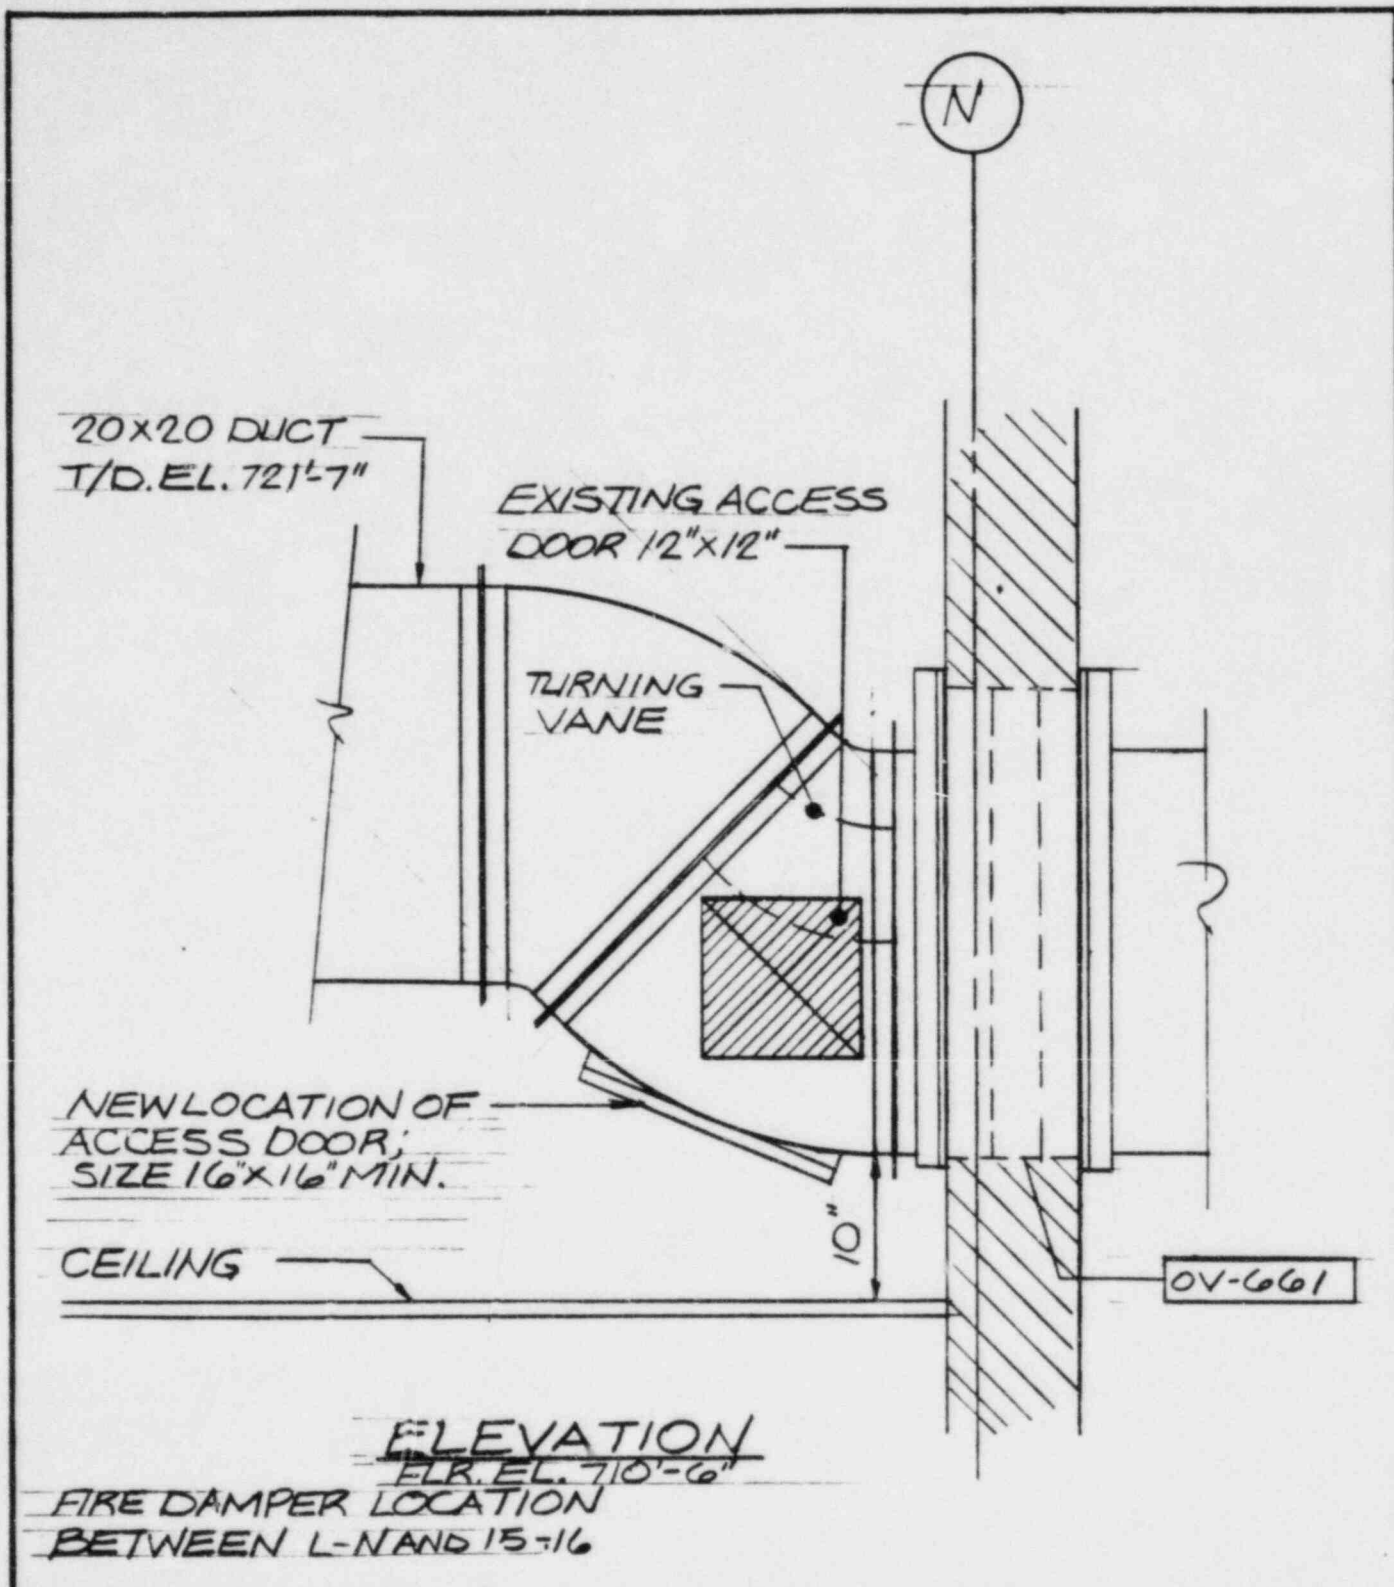 N
20X20 DUCT
T/D. EL. 721'-7"
EXISTING ACCESS
DOOR 12"X12"
TURNING
VANE
NEW LOCATION OF
ACCESS DOOR;
SIZE 16"X16" MIN.
10"
CEILING
OV-661
ELEVATION
FLR. EL. 710'-6"
FIRE DAMPER LOCATION
BETWEEN L-N AND 15-16